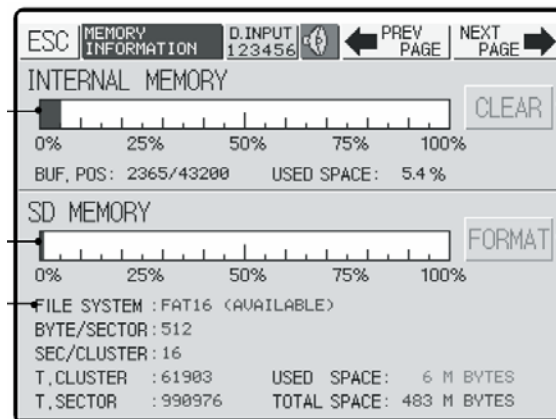 ESC MEMORY INFORMATION D.INPUT 123456 PREV PAGE NEXT PAGE
INTERNAL MEMORY
CLEAR
0% 25% 50% 75% 100%
BUF. POS: 2365/43200 USED SPACE: 5.4 %
SD MEMORY
FORMAT
0% 25% 50% 75% 100%
FILE SYSTEM :FAT16 (AVAILABLE)
BYTE/SECTOR:512
SEC/CLUSTER:16
T.CLUSTER :61903 USED SPACE: 6 M BYTES
T.SECTOR :990976 TOTAL SPACE: 483 M BYTES